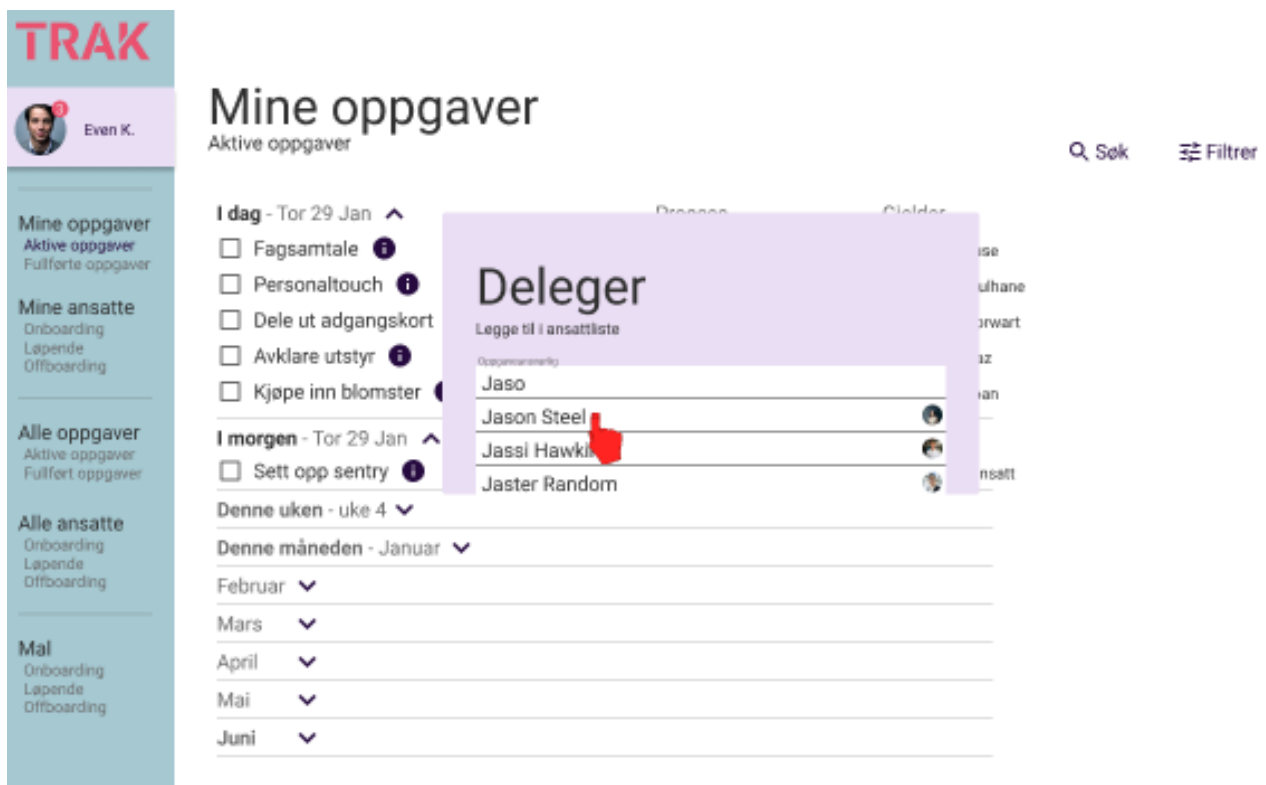 TRAK
3
Even K.
Mine oppgaver
Aktive oppgaver
Fullførte oppgaver
Mine ansatte
Onboarding
Løpende
Offboarding
Alle oppgaver
Aktive oppgaver
Fullført oppgaver
Alle ansatte
Onboarding
Løpende
Offboarding
Mal
Onboarding
Løpende
Offboarding
Mine oppgaver
Aktive oppgaver
Søk
Filtrer
I dag - Tor 29 Jan
Fagsamtale
Personaltouch
Dele ut adgangskort
Avklare utstyr
Kjøpe inn blomster
I morgen - Tor 29 Jan
Sett opp sentry
Denne uken - uke 4
Denne måneden - Januar
Februar
Mars
April
Mai
Juni
Deleger
Legge til i ansattliste
Jaso
Jason Steel
Jassi
Jaster Random